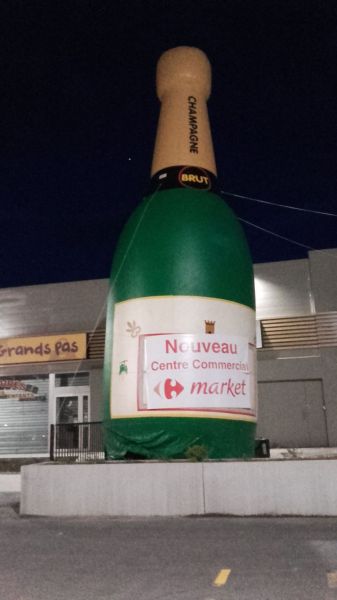 CHAMPAGNE
BRUT
Grands Pas
Nouveau
Centre Commercial
market